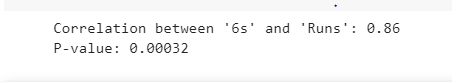 Correlation between '6s' and 'Runs': 0.86
P-value: 0.00032